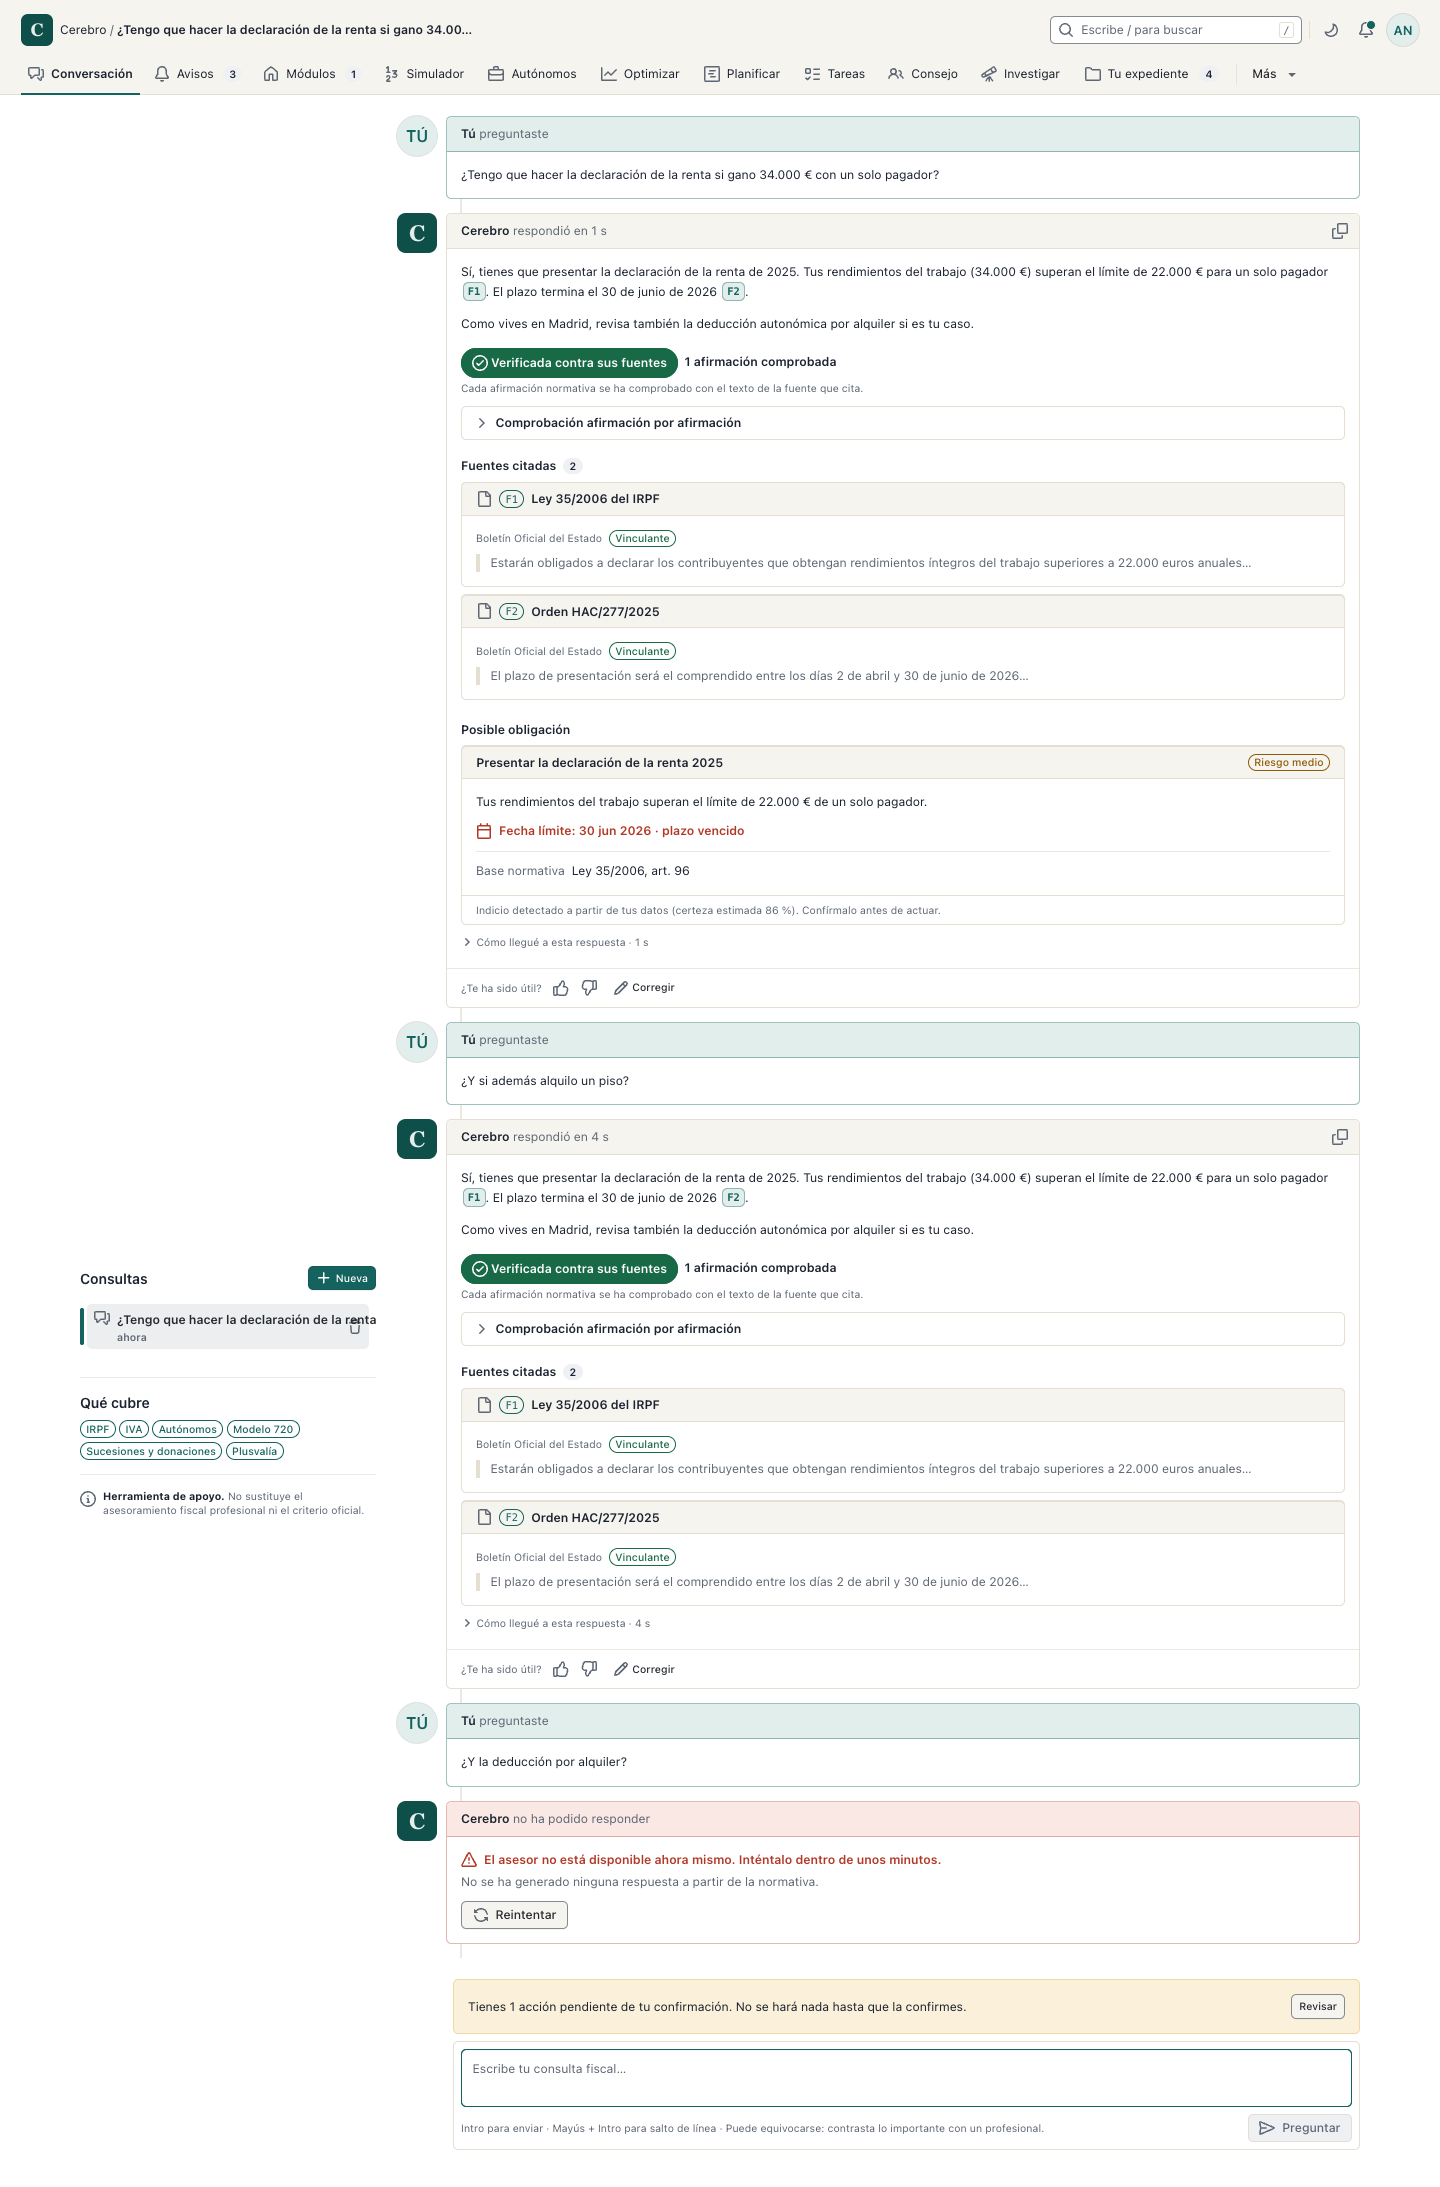 C Cerebro / ¿Tengo que hacer la declaración de la renta si gano 34.00...
Escribe / para buscar /
AN
Conversación
Avisos 3
Módulos 1
Simulador
Autónomos
Optimizar
Planificar
Tareas
Consejo
Investigar
Tu expediente 4
Más
TÚ
Tú preguntaste
¿Tengo que hacer la declaración de la renta si gano 34.000 € con un solo pagador?
C
Cerebro respondió en 1 s
Sí, tienes que presentar la declaración de la renta de 2025. Tus rendimientos del trabajo (34.000 €) superan el límite de 22.000 € para un solo pagador
F1. El plazo termina el 30 de junio de 2026 F2.
Como vives en Madrid, revisa también la deducción autonómica por alquiler si es tu caso.
Verificada contra sus fuentes 1 afirmación comprobada
Cada afirmación normativa se ha comprobado con el texto de la fuente que cita.
Comprobación afirmación por afirmación
Fuentes citadas 2
F1 Ley 35/2006 del IRPF
Boletín Oficial del Estado Vinculante
Estarán obligados a declarar los contribuyentes que obtengan rendimientos íntegros del trabajo superiores a 22.000 euros anuales...
F2 Orden HAC/277/2025
Boletín Oficial del Estado Vinculante
El plazo de presentación será el comprendido entre los días 2 de abril y 30 de junio de 2026...
Posible obligación
Presentar la declaración de la renta 2025 Riesgo medio
Tus rendimientos del trabajo superan el límite de 22.000 € de un solo pagador.
Fecha límite: 30 jun 2026 · plazo vencido
Base normativa Ley 35/2006, art. 96
Indicio detectado a partir de tus datos (certeza estimada 86 %). Confírmalo antes de actuar.
Cómo llegué a esta respuesta · 1 s
¿Te ha sido útil? Corregir
TÚ
Tú preguntaste
¿Y si además alquilo un piso?
C
Cerebro respondió en 4 s
Sí, tienes que presentar la declaración de la renta de 2025. Tus rendimientos del trabajo (34.000 €) superan el límite de 22.000 € para un solo pagador
F1. El plazo termina el 30 de junio de 2026 F2.
Como vives en Madrid, revisa también la deducción autonómica por alquiler si es tu caso.
Verificada contra sus fuentes 1 afirmación comprobada
Cada afirmación normativa se ha comprobado con el texto de la fuente que cita.
Comprobación afirmación por afirmación
Fuentes citadas 2
F1 Ley 35/2006 del IRPF
Boletín Oficial del Estado Vinculante
Estarán obligados a declarar los contribuyentes que obtengan rendimientos íntegros del trabajo superiores a 22.000 euros anuales...
F2 Orden HAC/277/2025
Boletín Oficial del Estado Vinculante
El plazo de presentación será el comprendido entre los días 2 de abril y 30 de junio de 2026...
Cómo llegué a esta respuesta · 4 s
¿Te ha sido útil? Corregir
Consultas
Nueva
¿Tengo que hacer la declaración de la renta
ahora
Qué cubre
IRPF IVA Autónomos Modelo 720
Sucesiones y donaciones Plusvalía
Herramienta de apoyo. No sustituye el
asesoramiento fiscal profesional ni el criterio oficial.
TÚ
Tú preguntaste
¿Y la deducción por alquiler?
C
Cerebro no ha podido responder
El asesor no está disponible ahora mismo. Inténtalo dentro de unos minutos.
No se ha generado ninguna respuesta a partir de la normativa.
Reintentar
Tienes 1 acción pendiente de tu confirmación. No se hará nada hasta que la confirmes.
Revisar
Escribe tu consulta fiscal...
Intro para enviar · Mayús + Intro para salto de línea · Puede equivocarse: contrasta lo importante con un profesional.
Preguntar